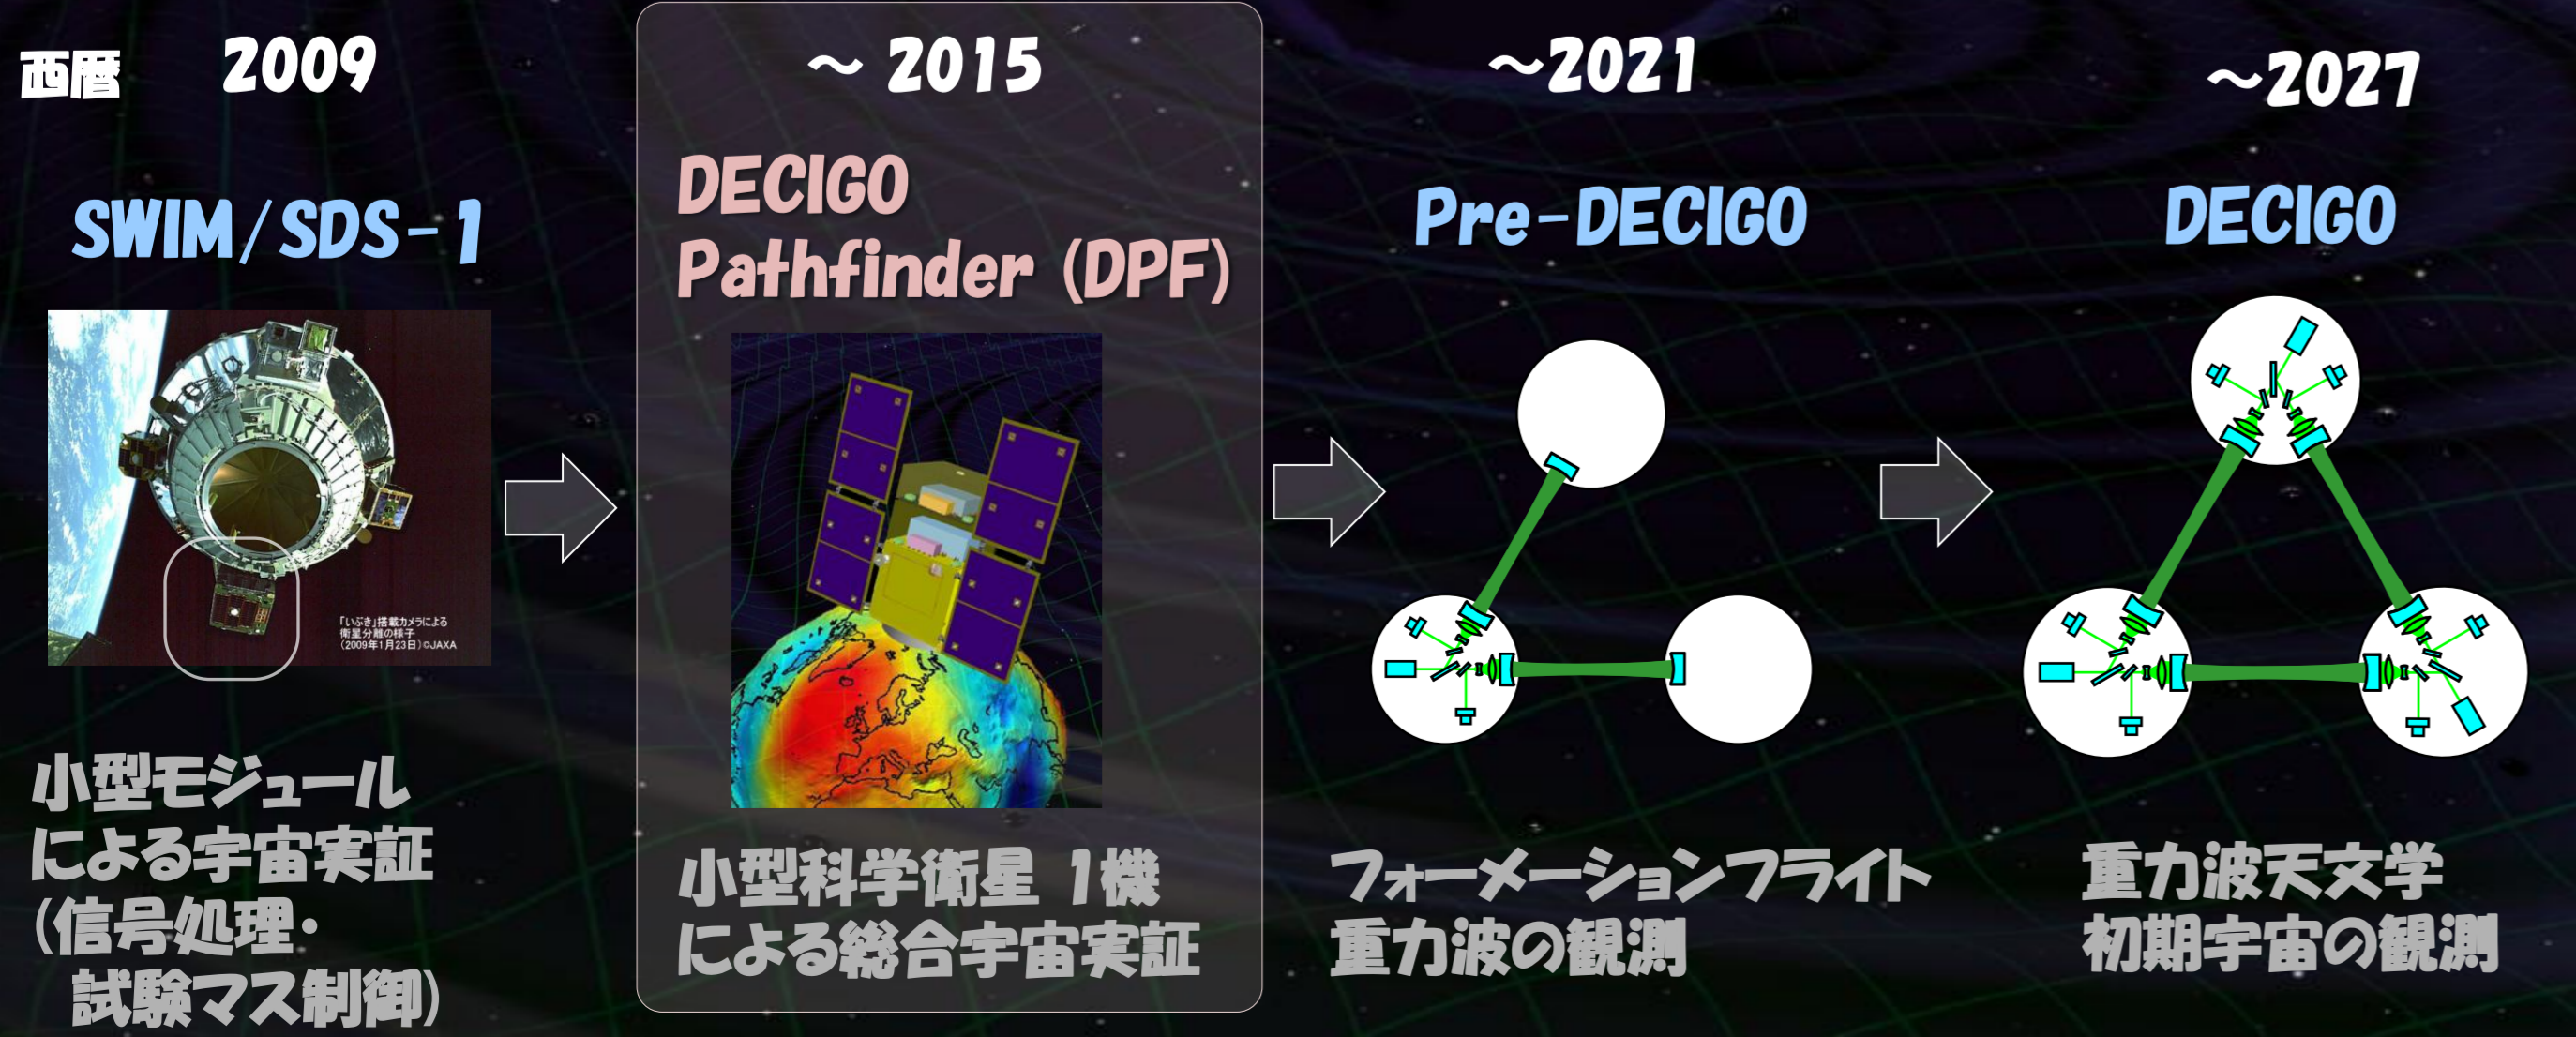 西暦
2009
～ 2015
～2021
～2027
SWIM/SDS-1
DECIGO
Pathfinder (DPF)
Pre-DECIGO
DECIGO
「いぶき」搭載カメラによる
衛星分離の様子
(2009年1月23日)©JAXA
小型モジュール
による宇宙実証
(信号処理・
試験マス制御)
小型科学衛星 1機
による総合宇宙実証
フォーメーションフライト
重力波の観測
重力波天文学
初期宇宙の観測